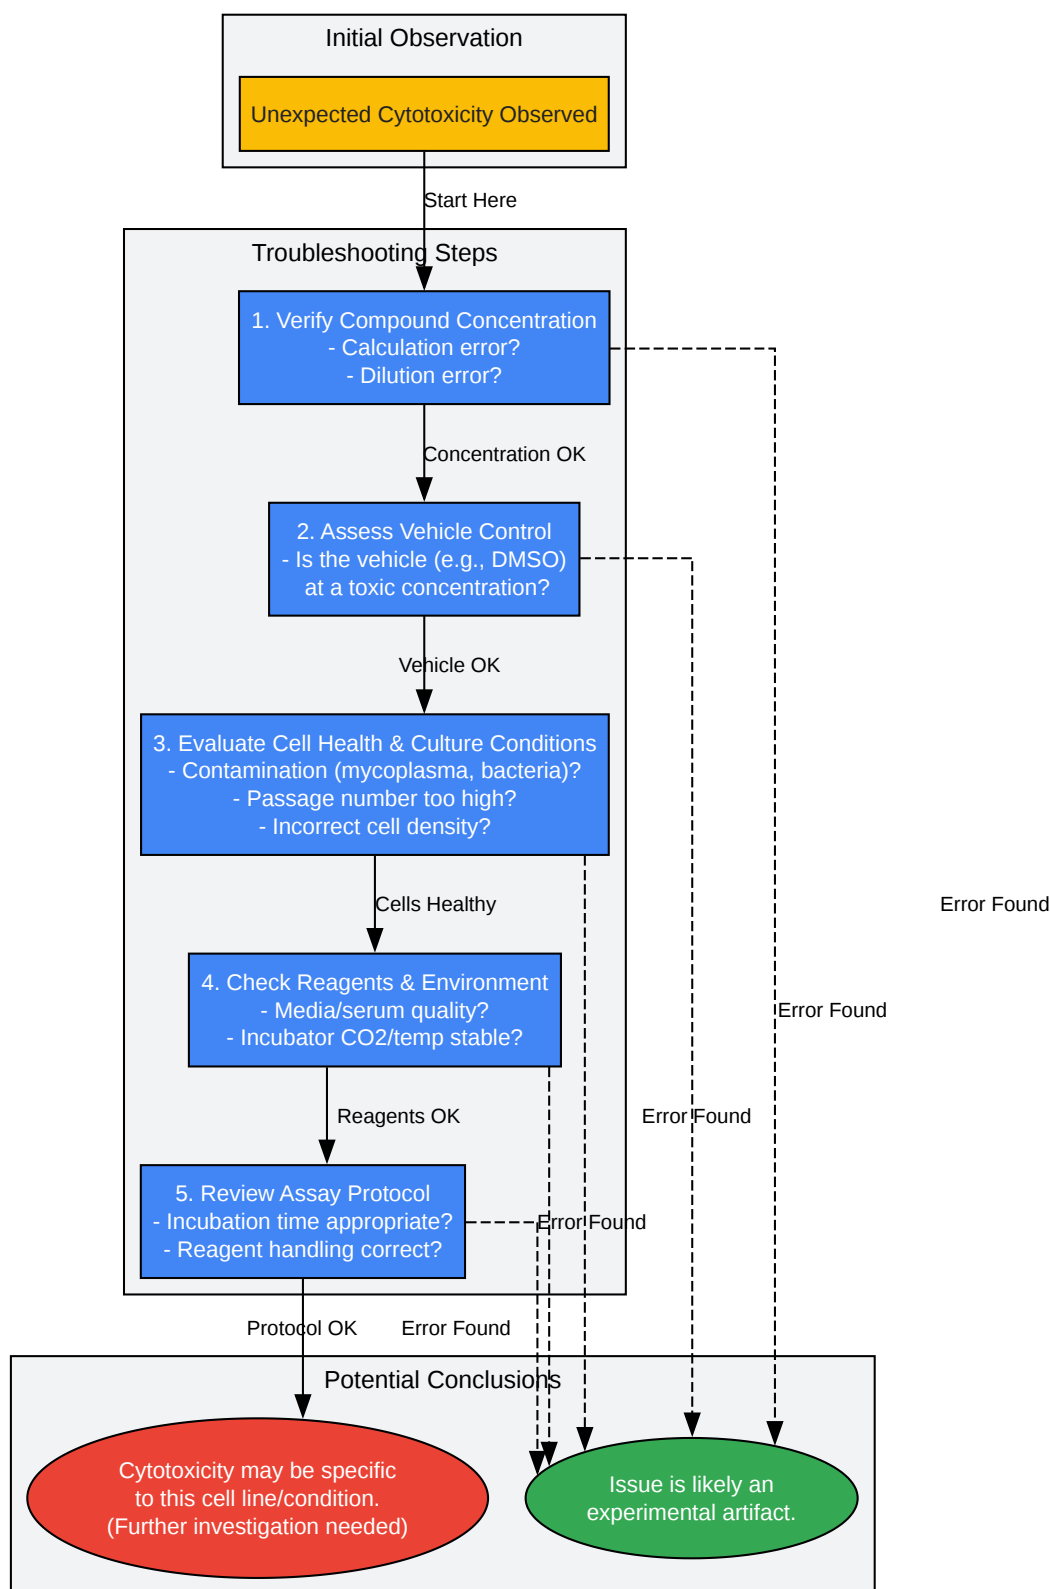 Initial Observation
Unexpected Cytotoxicity Observed
Start Here
Troubleshooting Steps
1. Verify Compound Concentration
- Calculation error?
- Dilution error?
Concentration OK
2. Assess Vehicle Control
- Is the vehicle (e.g., DMSO)
at a toxic concentration?
Vehicle OK
3. Evaluate Cell Health & Culture Conditions
- Contamination (mycoplasma, bacteria)?
- Passage number too high?
- Incorrect cell density?
Cells Healthy
Error Found
4. Check Reagents & Environment
- Media/serum quality?
- Incubator CO2/temp stable?
Error Found
Reagents OK
Error Found
5. Review Assay Protocol
- Incubation time appropriate?
- Reagent handling correct?
Error Found
Protocol OK
Error Found
Potential Conclusions
Cytotoxicity may be specific
to this cell line/condition.
(Further investigation needed)
Issue is likely an
experimental artifact.